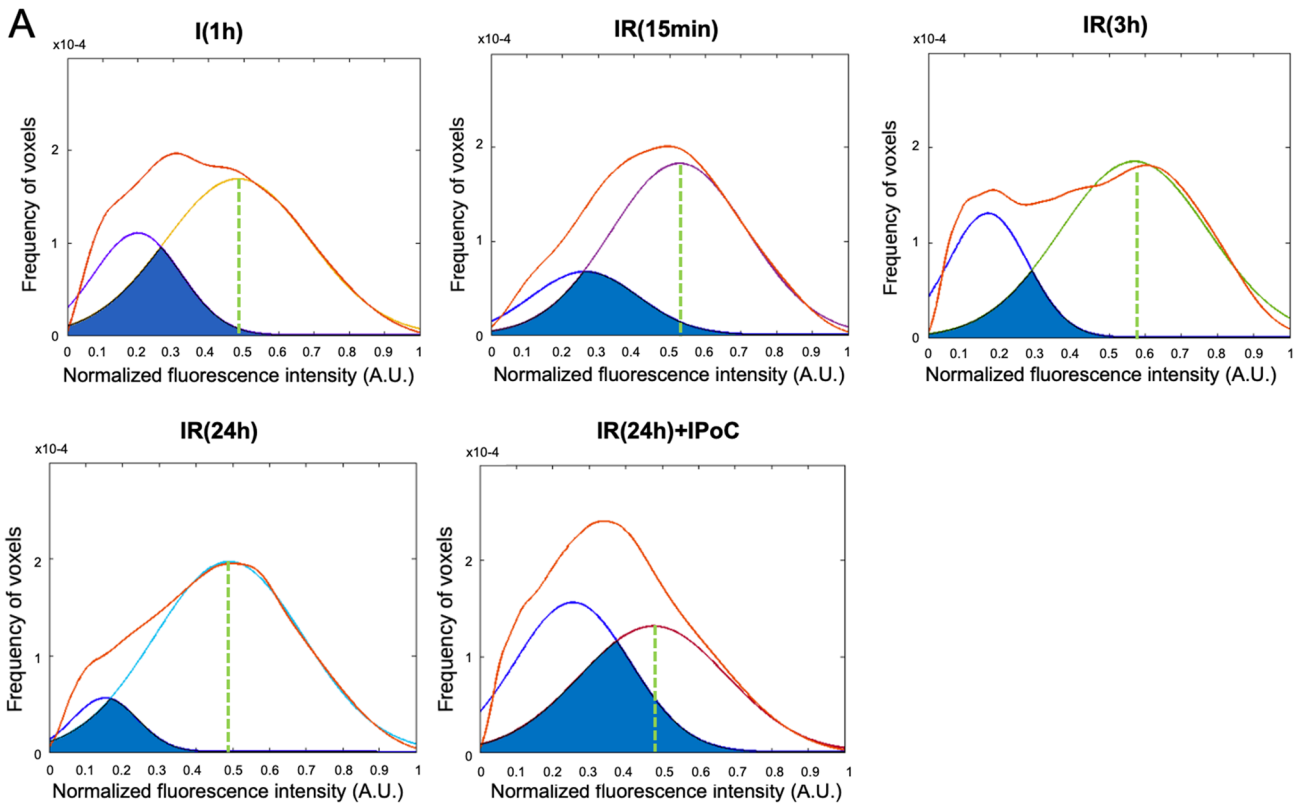 A
I(1h)
x10-4
Frequency of voxels
2
1
0
0 0.1 0.2 0.3 0.4 0.5 0.6 0.7 0.8 0.9 1
Normalized fluorescence intensity (A.U.)
IR(15min)
x10-4
Frequency of voxels
2
1
0
0 0.1 0.2 0.3 0.4 0.5 0.6 0.7 0.8 0.9 1
Normalized fluorescence intensity (A.U.)
IR(3h)
x10-4
Frequency of voxels
2
1
0
0 0.1 0.2 0.3 0.4 0.5 0.6 0.7 0.8 0.9 1
Normalized fluorescence intensity (A.U.)
IR(24h)
x10-4
Frequency of voxels
2
1
0
0 0.1 0.2 0.3 0.4 0.5 0.6 0.7 0.8 0.9 1
Normalized fluorescence intensity (A.U.)
IR(24h)+IPoC
x10-4
Frequency of voxels
2
1
0
0 0.1 0.2 0.3 0.4 0.5 0.6 0.7 0.8 0.9 1
Normalized fluorescence intensity (A.U.)